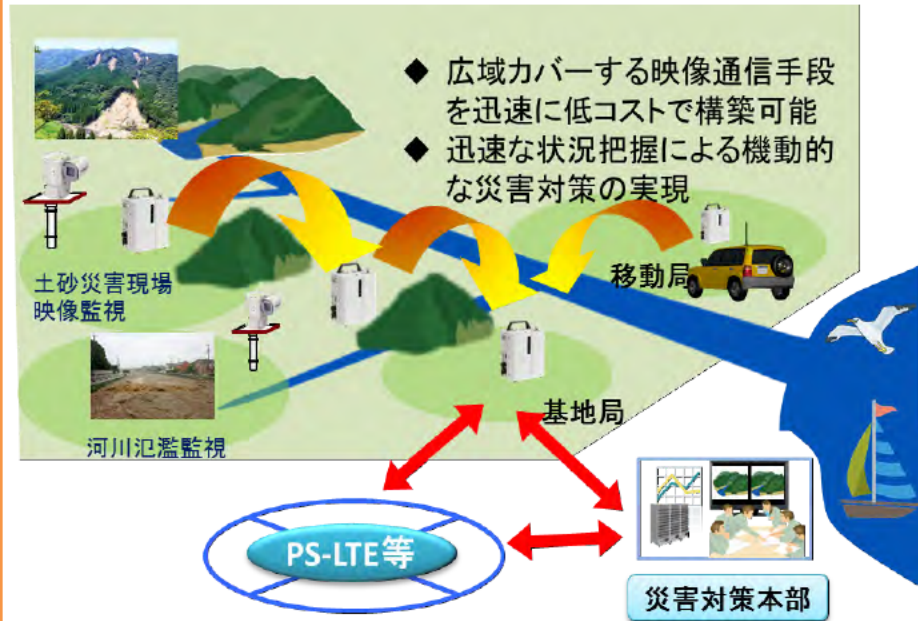 ◆ 広域カバーする映像通信手段
を迅速に低コストで構築可能
◆ 迅速な状況把握による機動的
な災害対策の実現
移動局
土砂災害現場
映像監視
基地局
河川氾濫監視
PS-LTE等
災害対策本部